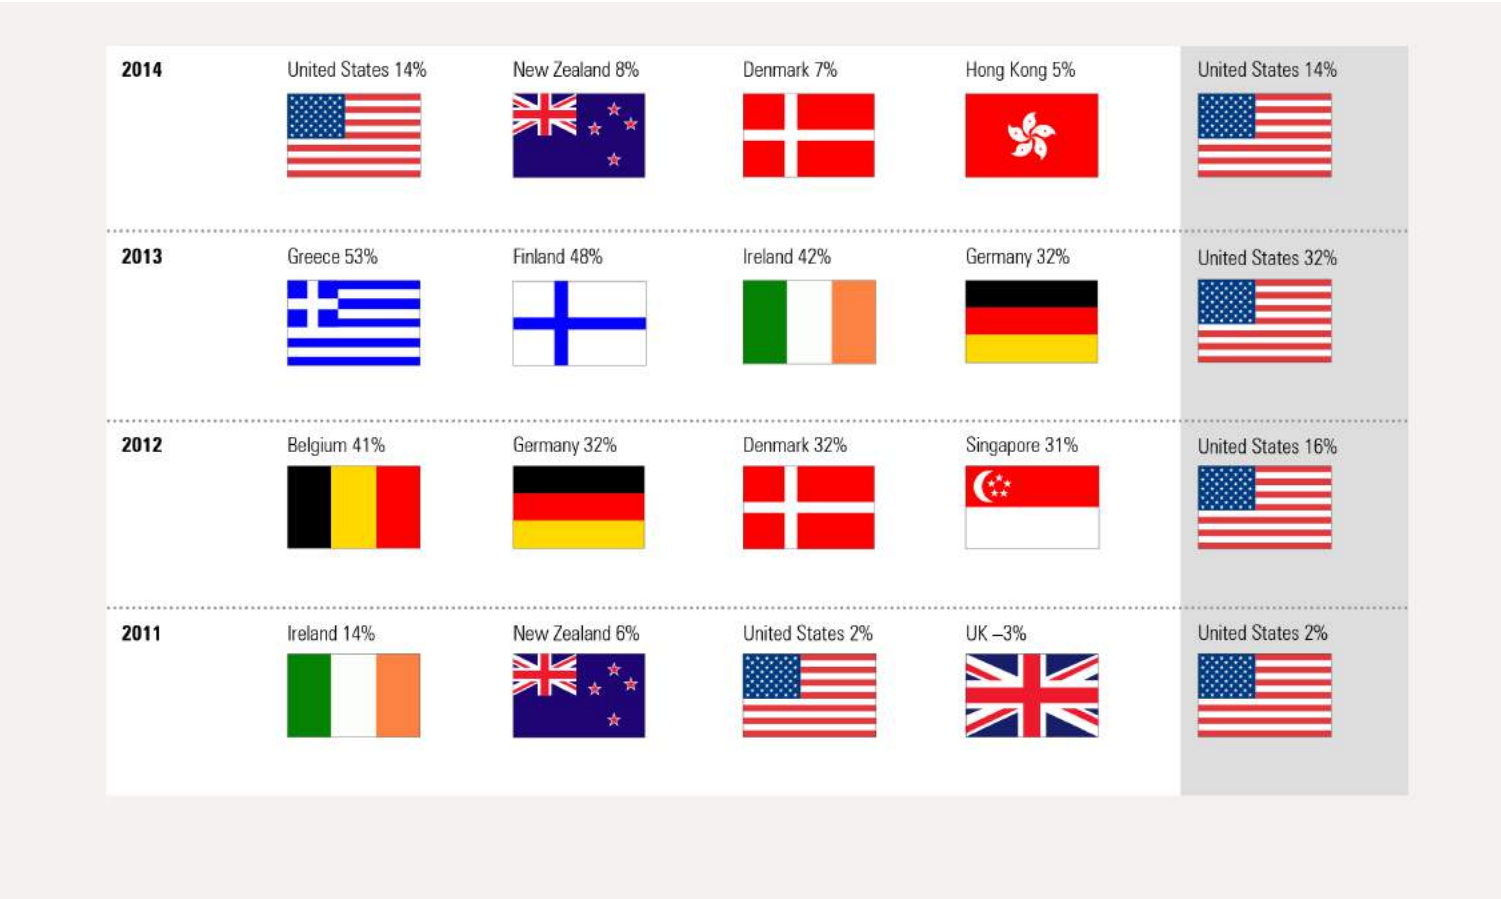 2014 United States 14% New Zealand 8% Denmark 7% Hong Kong 5% United States 14%
2013 Greece 53% Finland 48% Ireland 42% Germany 32% United States 32%
2012 Belgium 41% Germany 32% Denmark 32% Singapore 31% United States 16%
2011 Ireland 14% New Zealand 6% United States 2% UK –3% United States 2%